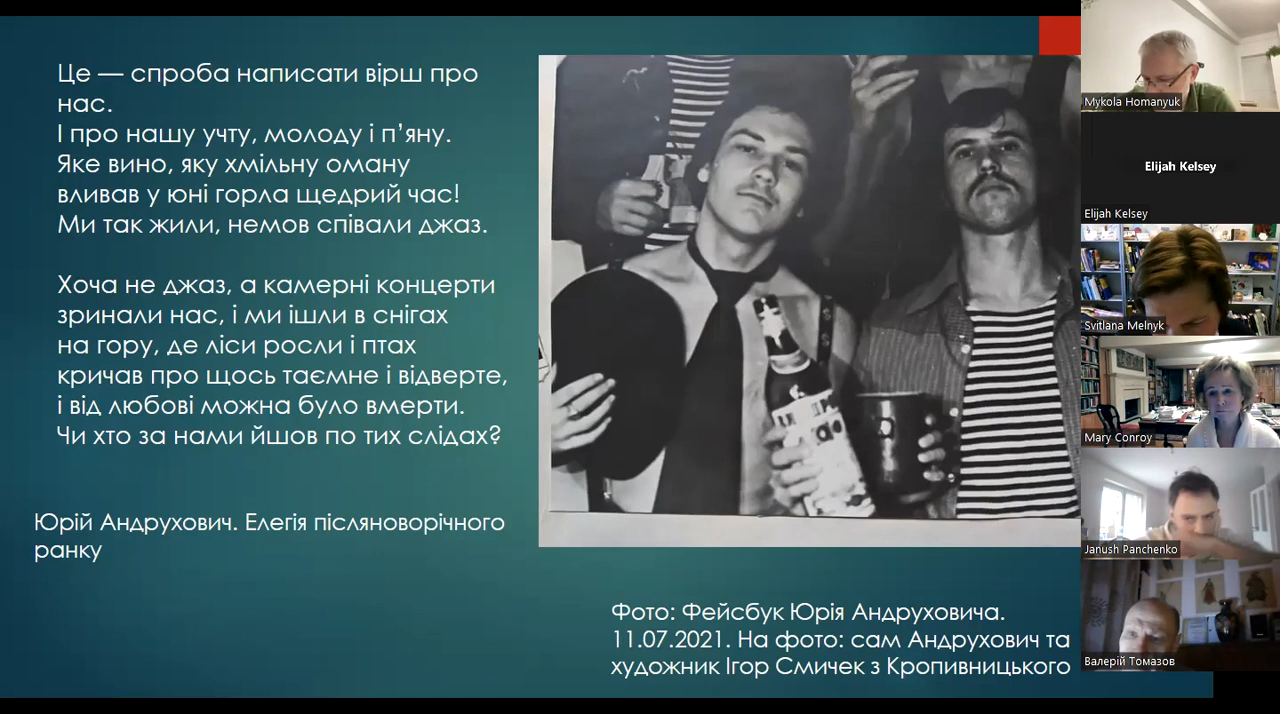 Це — спроба написати вірш про
нас.
І про нашу учту, молоду і п’яну.
Яке вино, яку хмільну оману
вливав у юні горла щедрий час!
Ми так жили, немов співали джаз.
Хоча не джаз, а камерні концерти
зринали нас, і ми ішли в снігах
на гору, де ліси росли і птах
кричав про щось таємне і відверте,
і від любові можна було вмерти.
Чи хто за нами йшов по тих слідах?
Юрій Андрухович. Елегія післяноворічного
ранку
Фото: Фейсбук Юрія Андруховича.
11.07.2021. На фото: сам Андрухович та
художник Ігор Смичек з Кропивницького
Mykola Homanyuk
Elijah Kelsey
Elijah Kelsey
Svitlana Melnyk
Mary Conroy
Janush Panchenko
Валерій Томазов